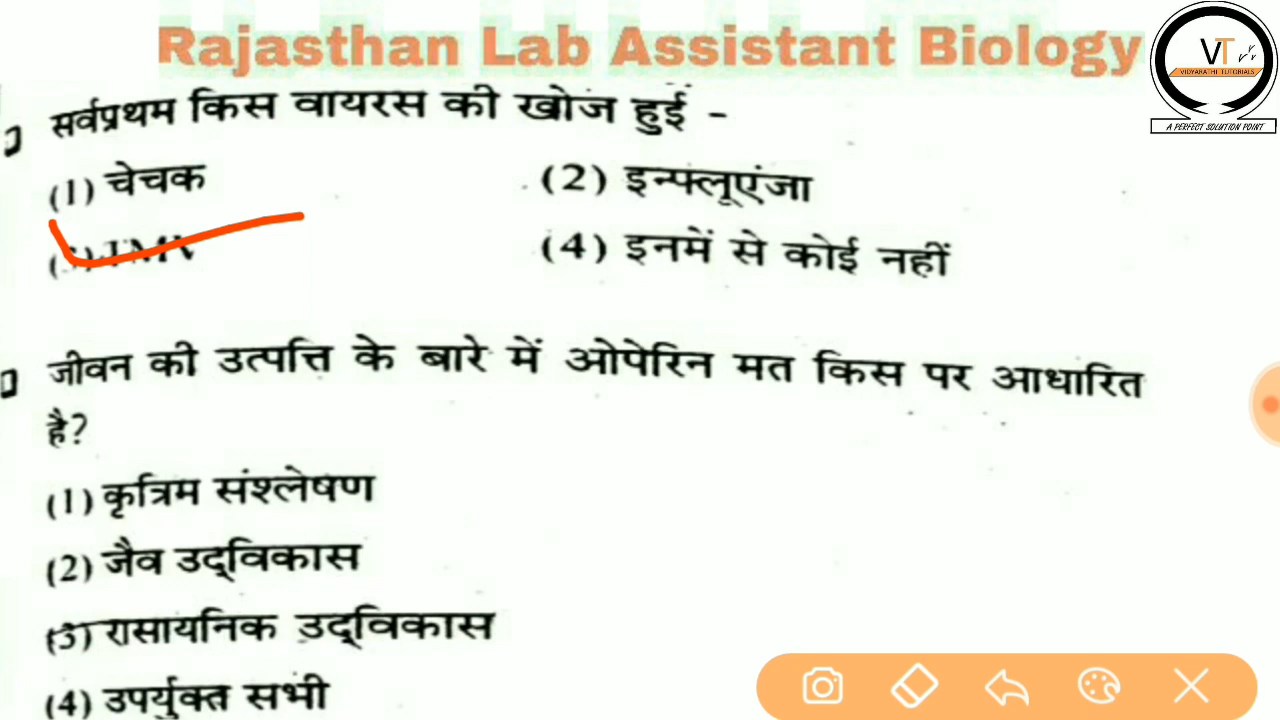 Rajasthan Lab Assistant Biology
VT
VIDYARATHI TUTORIALS
A PERFECT SOLUTION POINT
सर्वप्रथम किस वायरस की खोज हुई -
(1) चेचक
(2) इन्फ्लूएंजा
(3) TMV
(4) इनमें से कोई नहीं
जीवन की उत्पत्ति के बारे में ओपेरिन मत किस पर आधारित
है?
(1) कृत्रिम संश्लेषण
(2) जैव उद्विकास
(3) रासायनिक उद्विकास
(4) उपर्युक्त सभी